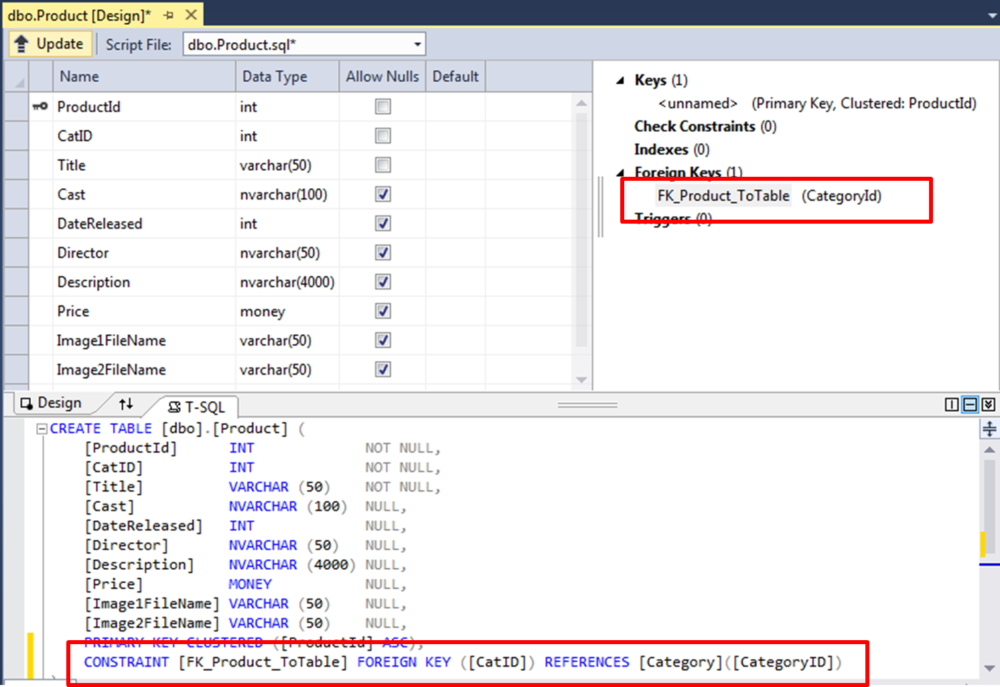 dbo.Product [Design]*
Update Script File: dbo.Product.sql*
Name Data Type Allow Nulls Default
ProductId int
CatID int
Title varchar(50)
Cast nvarchar(100)
DateReleased int
Director nvarchar(50)
Description nvarchar(4000)
Price money
Image1FileName varchar(50)
Image2FileName varchar(50)
Keys (1)
<unnamed> (Primary Key, Clustered: ProductId)
Check Constraints (0)
Indexes (0)
Foreign Keys (1)
FK_Product_ToTable (CategoryId)
Triggers (0)
Design T-SQL
CREATE TABLE [dbo].[Product] (
[ProductId] INT NOT NULL,
[CatID] INT NOT NULL,
[Title] VARCHAR (50) NOT NULL,
[Cast] NVARCHAR (100) NULL,
[DateReleased] INT NULL,
[Director] NVARCHAR (50) NULL,
[Description] NVARCHAR (4000) NULL,
[Price] MONEY NULL,
[Image1FileName] VARCHAR (50) NULL,
[Image2FileName] VARCHAR (50) NULL,
PRIMARY KEY CLUSTERED ([ProductId] ASC),
CONSTRAINT [FK_Product_ToTable] FOREIGN KEY ([CatID]) REFERENCES [Category]([CategoryID])